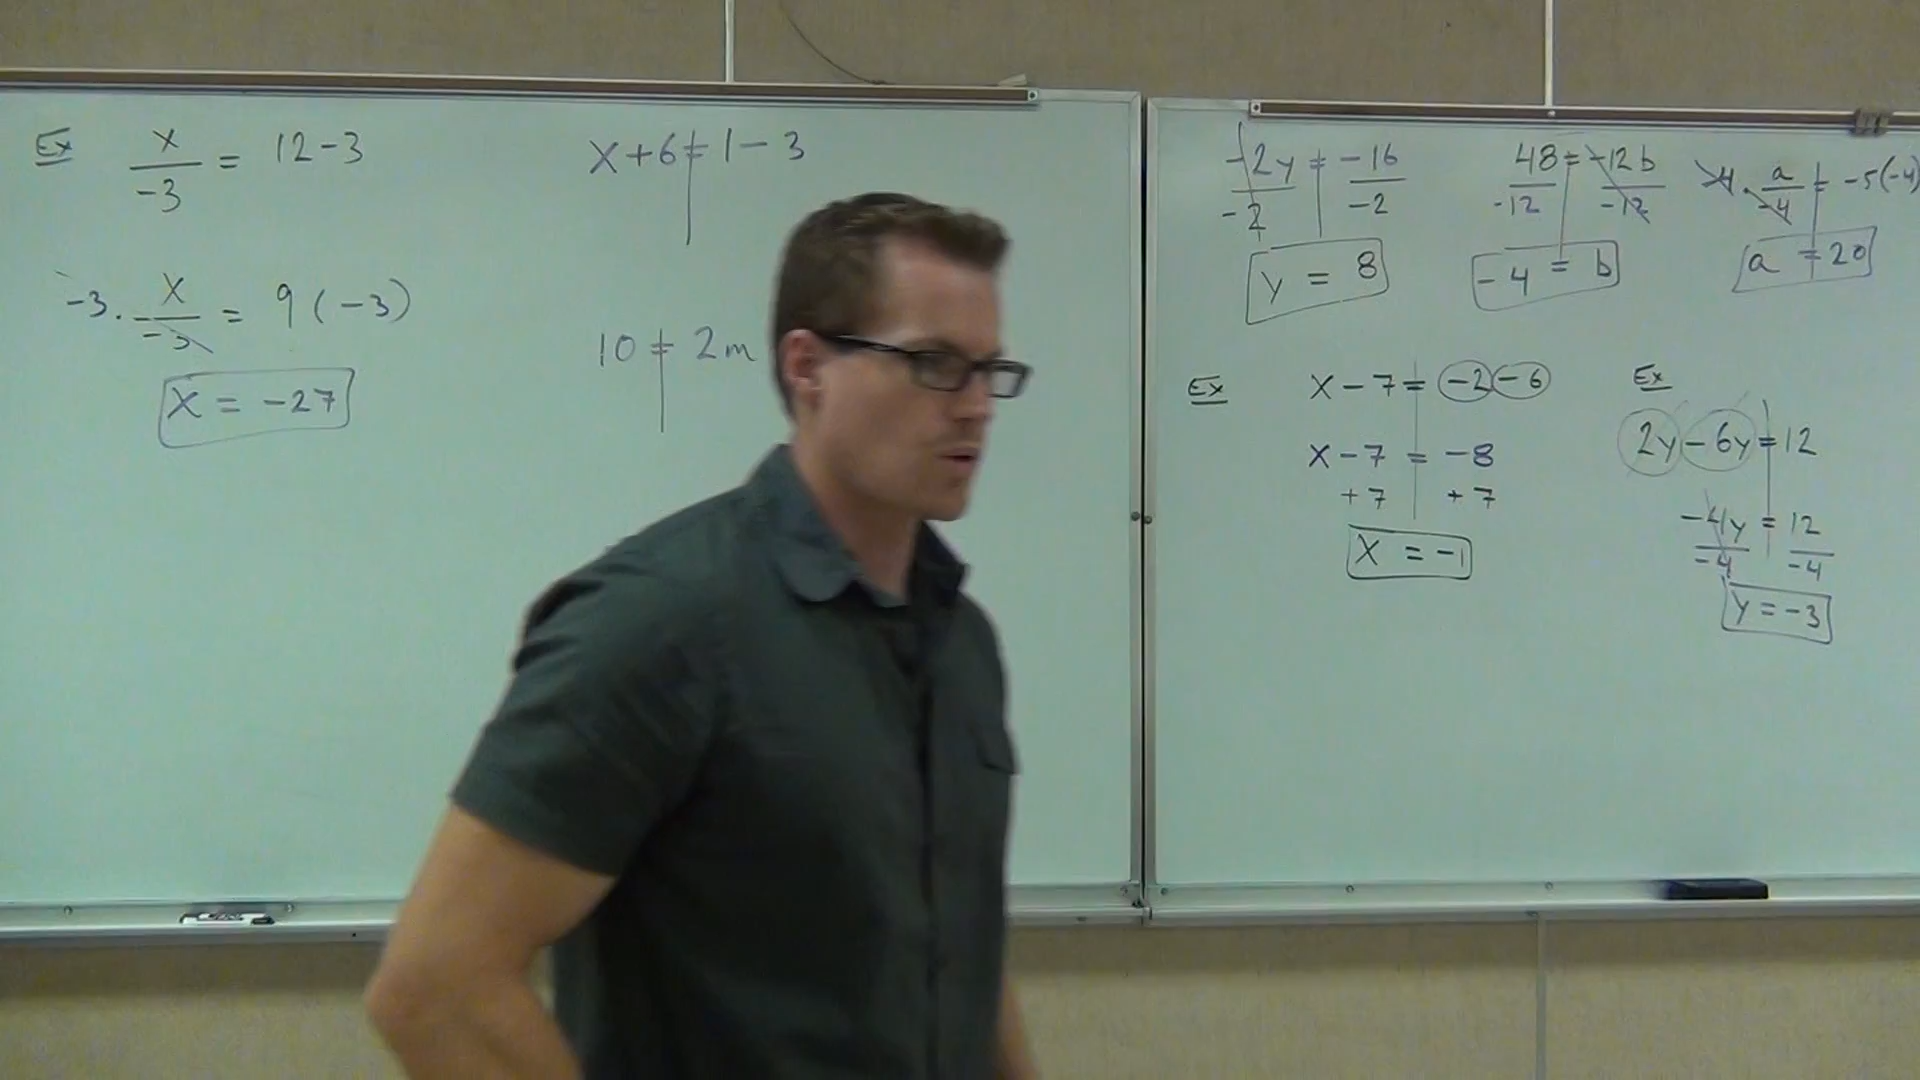 Ex x/-3 = 12-3
-3 · x/-3 = 9(-3)
x = -27
x+6 = 1-3
10 = 2m
-2y/-2 = -16/-2
y = 8
48/-12 = -12b/-12
-4 = b
-4 · a/-4 = -5(-4)
a = 20
Ex x-7 = -2-6
x-7 = -8
+7 +7
x = -1
Ex
2y-6y = 12
-4y/-4 = 12/-4
y = -3